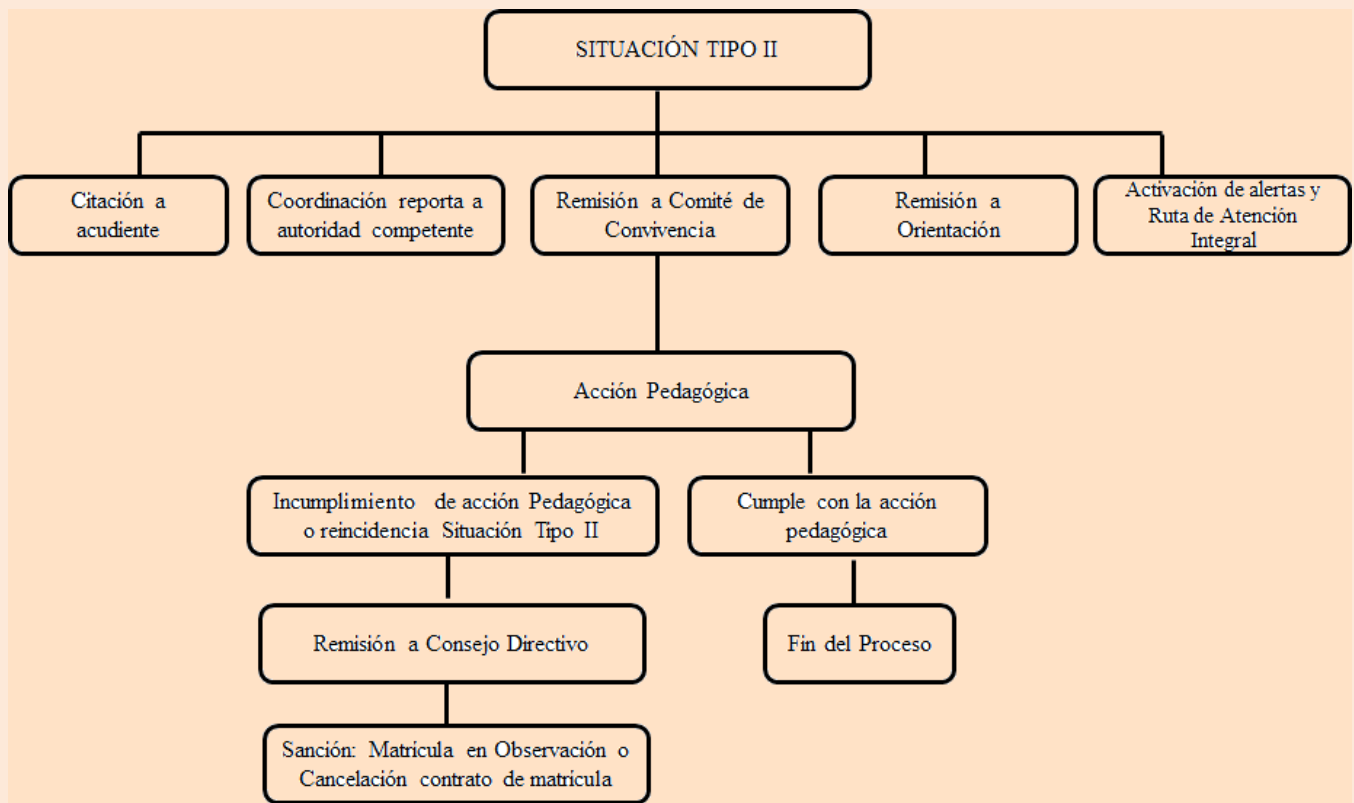 SITUACIÓN TIPO II
Citación a
acudiente
Coordinación reporta a
autoridad competente
Remisión a Comité de
Convivencia
Remisión a
Orientación
Activación de alertas y
Ruta de Atención
Integral
Acción Pedagógica
Incumplimiento de acción Pedagógica
o reincidencia Situación Tipo II
Cumple con la acción
pedagógica
Remisión a Consejo Directivo
Fin del Proceso
Sanción: Matrícula en Observación o
Cancelación contrato de matrícula